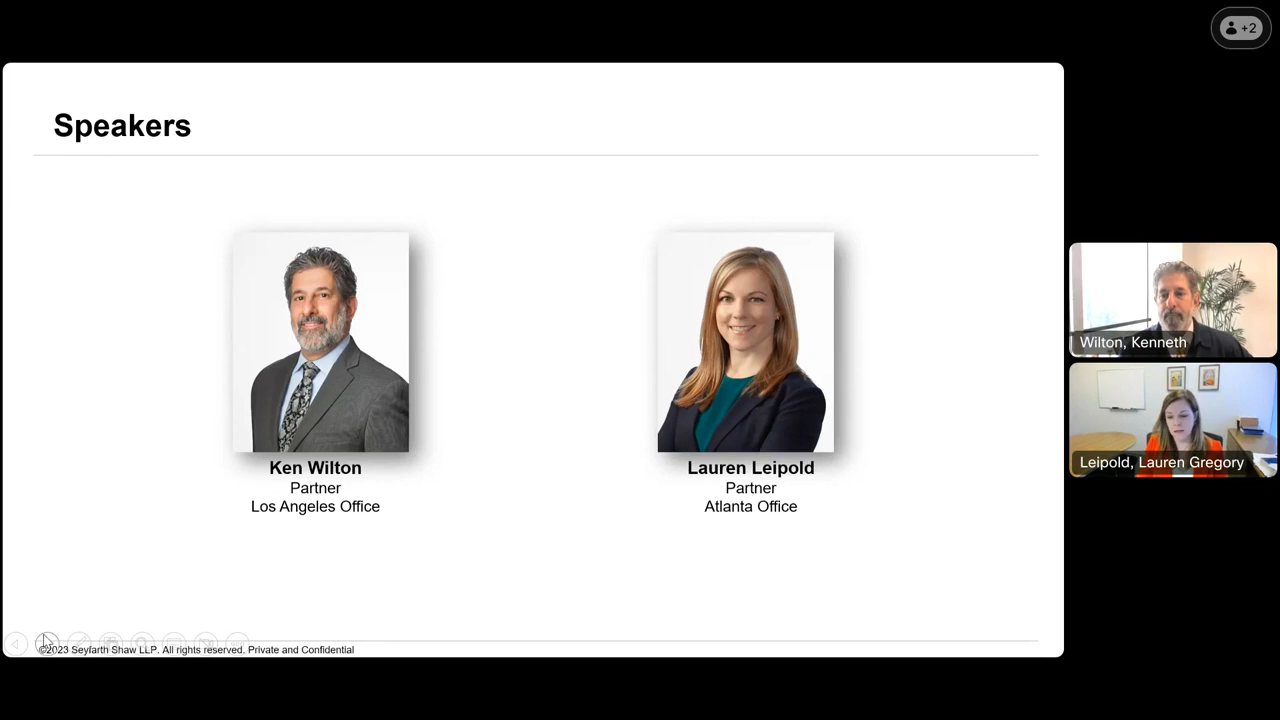 +2
Speakers
Ken Wilton
Partner
Los Angeles Office
Lauren Leipold
Partner
Atlanta Office
Wilton, Kenneth
Leipold, Lauren Gregory
©2023 Seyfarth Shaw LLP. All rights reserved. Private and Confidential